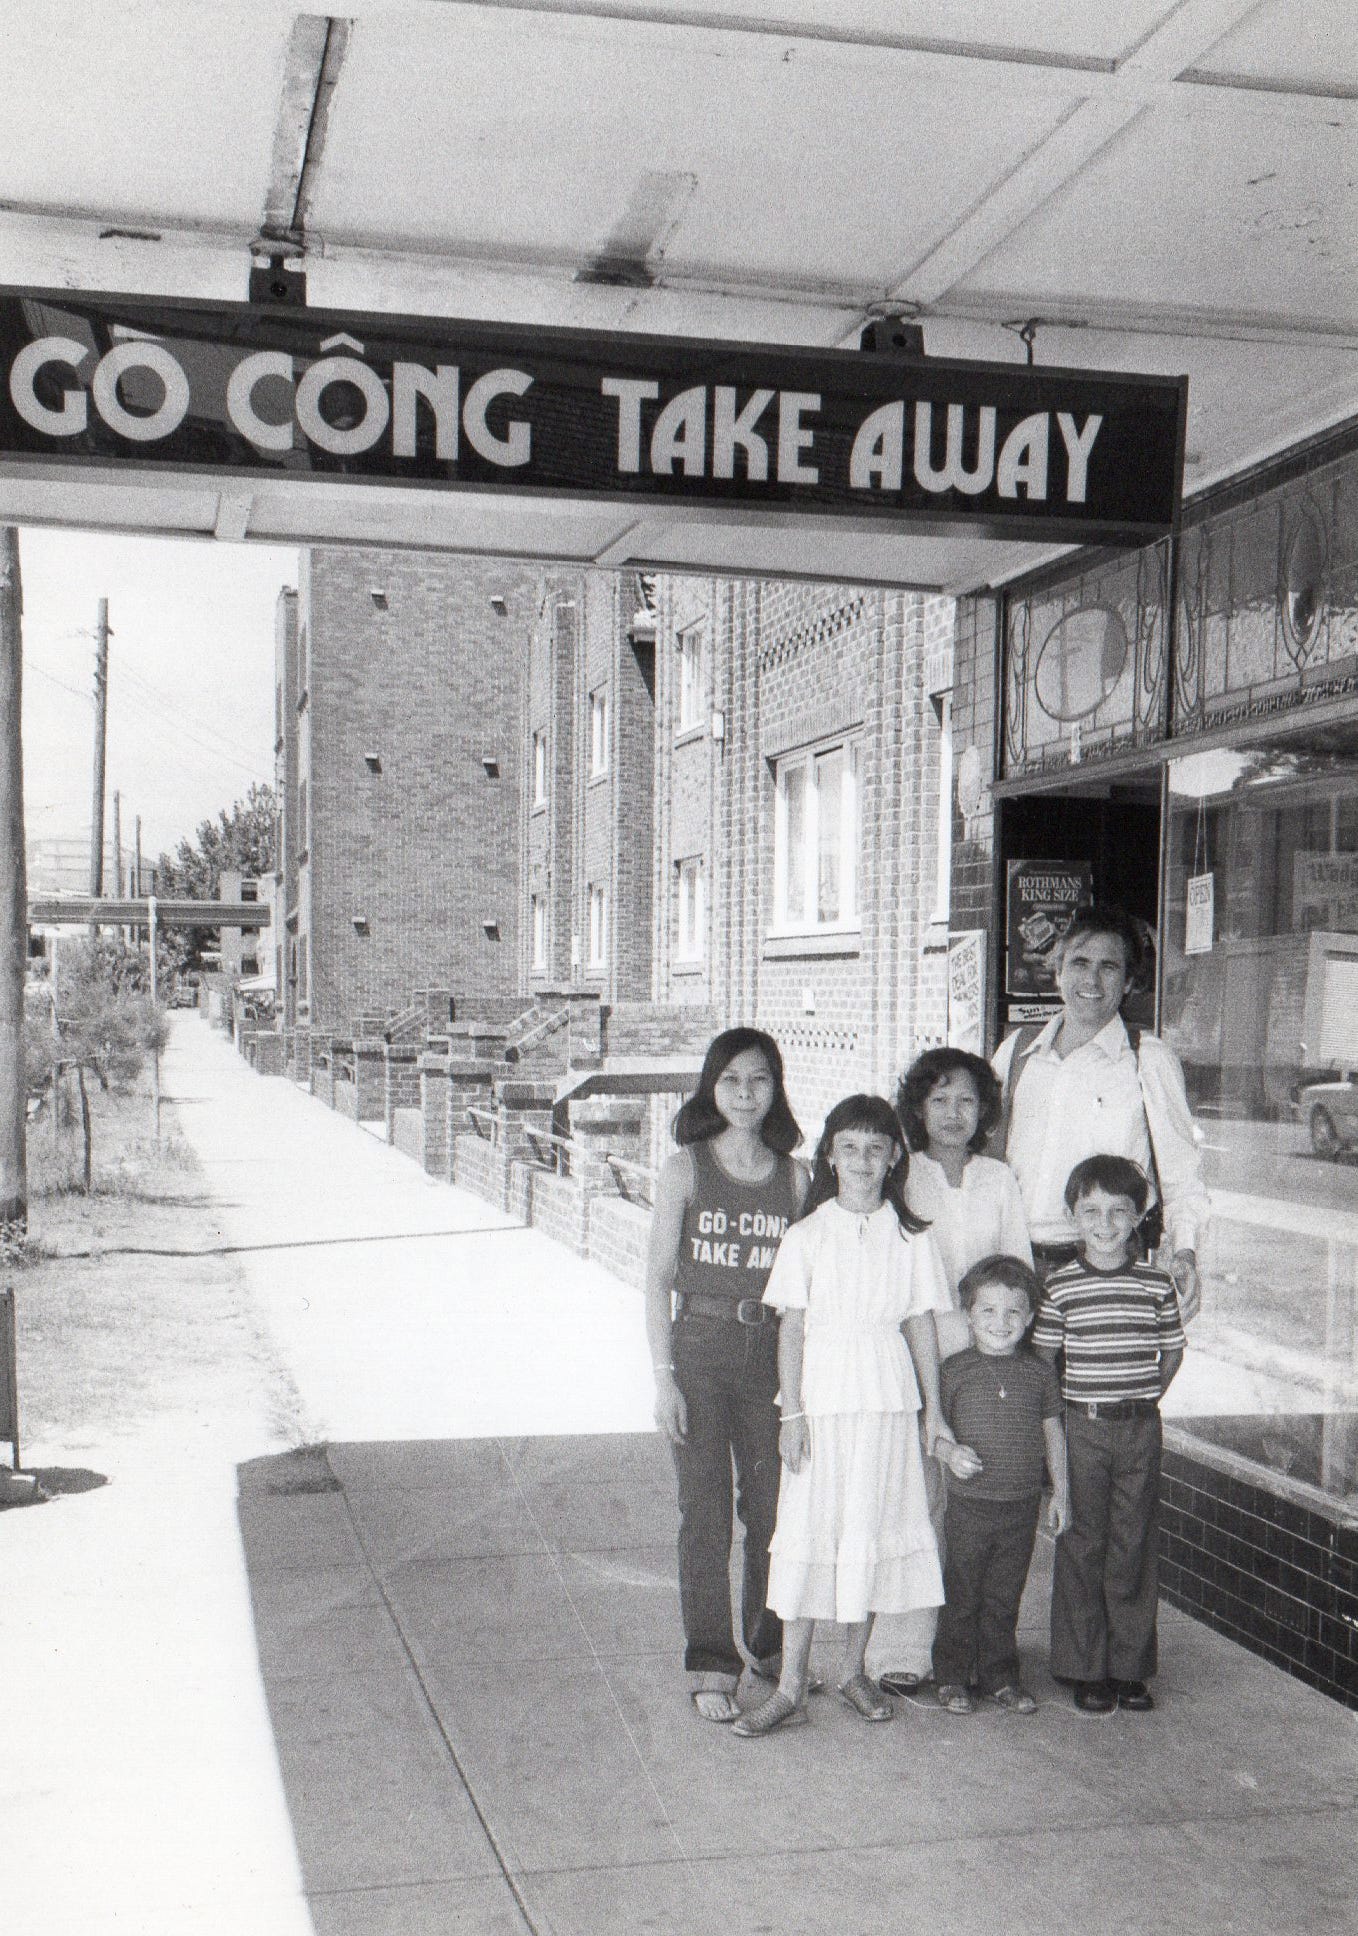 GÒ CÔNG TAKE AWAY
ROTHMANS
KING SIZE
OPEN
GÒ-CÔNG
TAKE AW